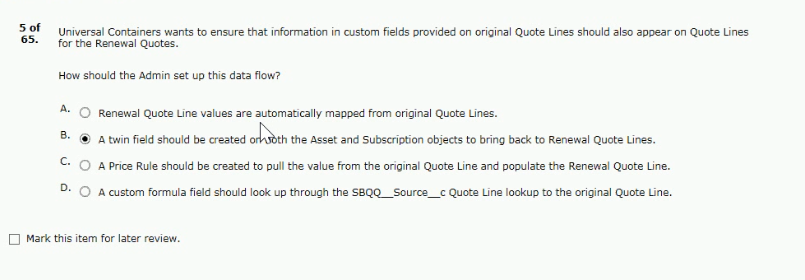 5 of 65. Universal Containers wants to ensure that information in custom fields provided on original Quote Lines should also appear on Quote Lines
for the Renewal Quotes.
How should the Admin set up this data flow?
A. Renewal Quote Line values are automatically mapped from original Quote Lines.
B. A twin field should be created on both the Asset and Subscription objects to bring back to Renewal Quote Lines.
C. A Price Rule should be created to pull the value from the original Quote Line and populate the Renewal Quote Line.
D. A custom formula field should look up through the SBQQ__Source__c Quote Line lookup to the original Quote Line.
Mark this item for later review.